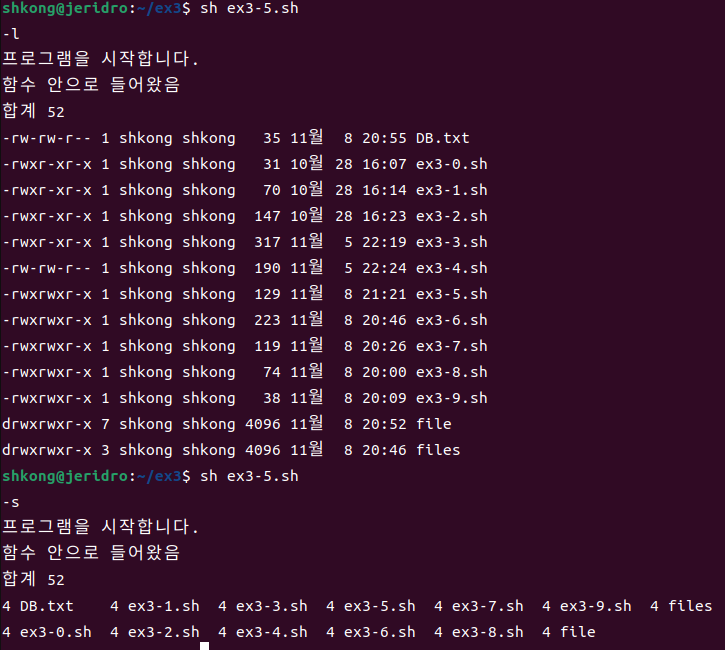 shkong@jeridro:~/ex3$ sh ex3-5.sh
-l
프로그램을 시작합니다.
함수 안으로 들어왔음
합계 52
-rw-rw-r-- 1 shkong shkong   35 11월  8 20:55 DB.txt
-rwxr-xr-x 1 shkong shkong   31 10월 28 16:07 ex3-0.sh
-rwxr-xr-x 1 shkong shkong   70 10월 28 16:14 ex3-1.sh
-rwxr-xr-x 1 shkong shkong  147 10월 28 16:23 ex3-2.sh
-rwxr-xr-x 1 shkong shkong  317 11월  5 22:19 ex3-3.sh
-rw-rw-r-- 1 shkong shkong  190 11월  5 22:24 ex3-4.sh
-rwxrwxr-x 1 shkong shkong  129 11월  8 21:21 ex3-5.sh
-rwxrwxr-x 1 shkong shkong  223 11월  8 20:46 ex3-6.sh
-rwxrwxr-x 1 shkong shkong  119 11월  8 20:26 ex3-7.sh
-rwxrwxr-x 1 shkong shkong   74 11월  8 20:00 ex3-8.sh
-rwxrwxr-x 1 shkong shkong   38 11월  8 20:09 ex3-9.sh
drwxrwxr-x 7 shkong shkong 4096 11월  8 20:52 file
drwxrwxr-x 3 shkong shkong 4096 11월  8 20:46 files
shkong@jeridro:~/ex3$ sh ex3-5.sh
-s
프로그램을 시작합니다.
함수 안으로 들어왔음
합계 52
4 DB.txt    4 ex3-1.sh  4 ex3-3.sh  4 ex3-5.sh  4 ex3-7.sh  4 ex3-9.sh  4 files
4 ex3-0.sh  4 ex3-2.sh  4 ex3-4.sh  4 ex3-6.sh  4 ex3-8.sh  4 file